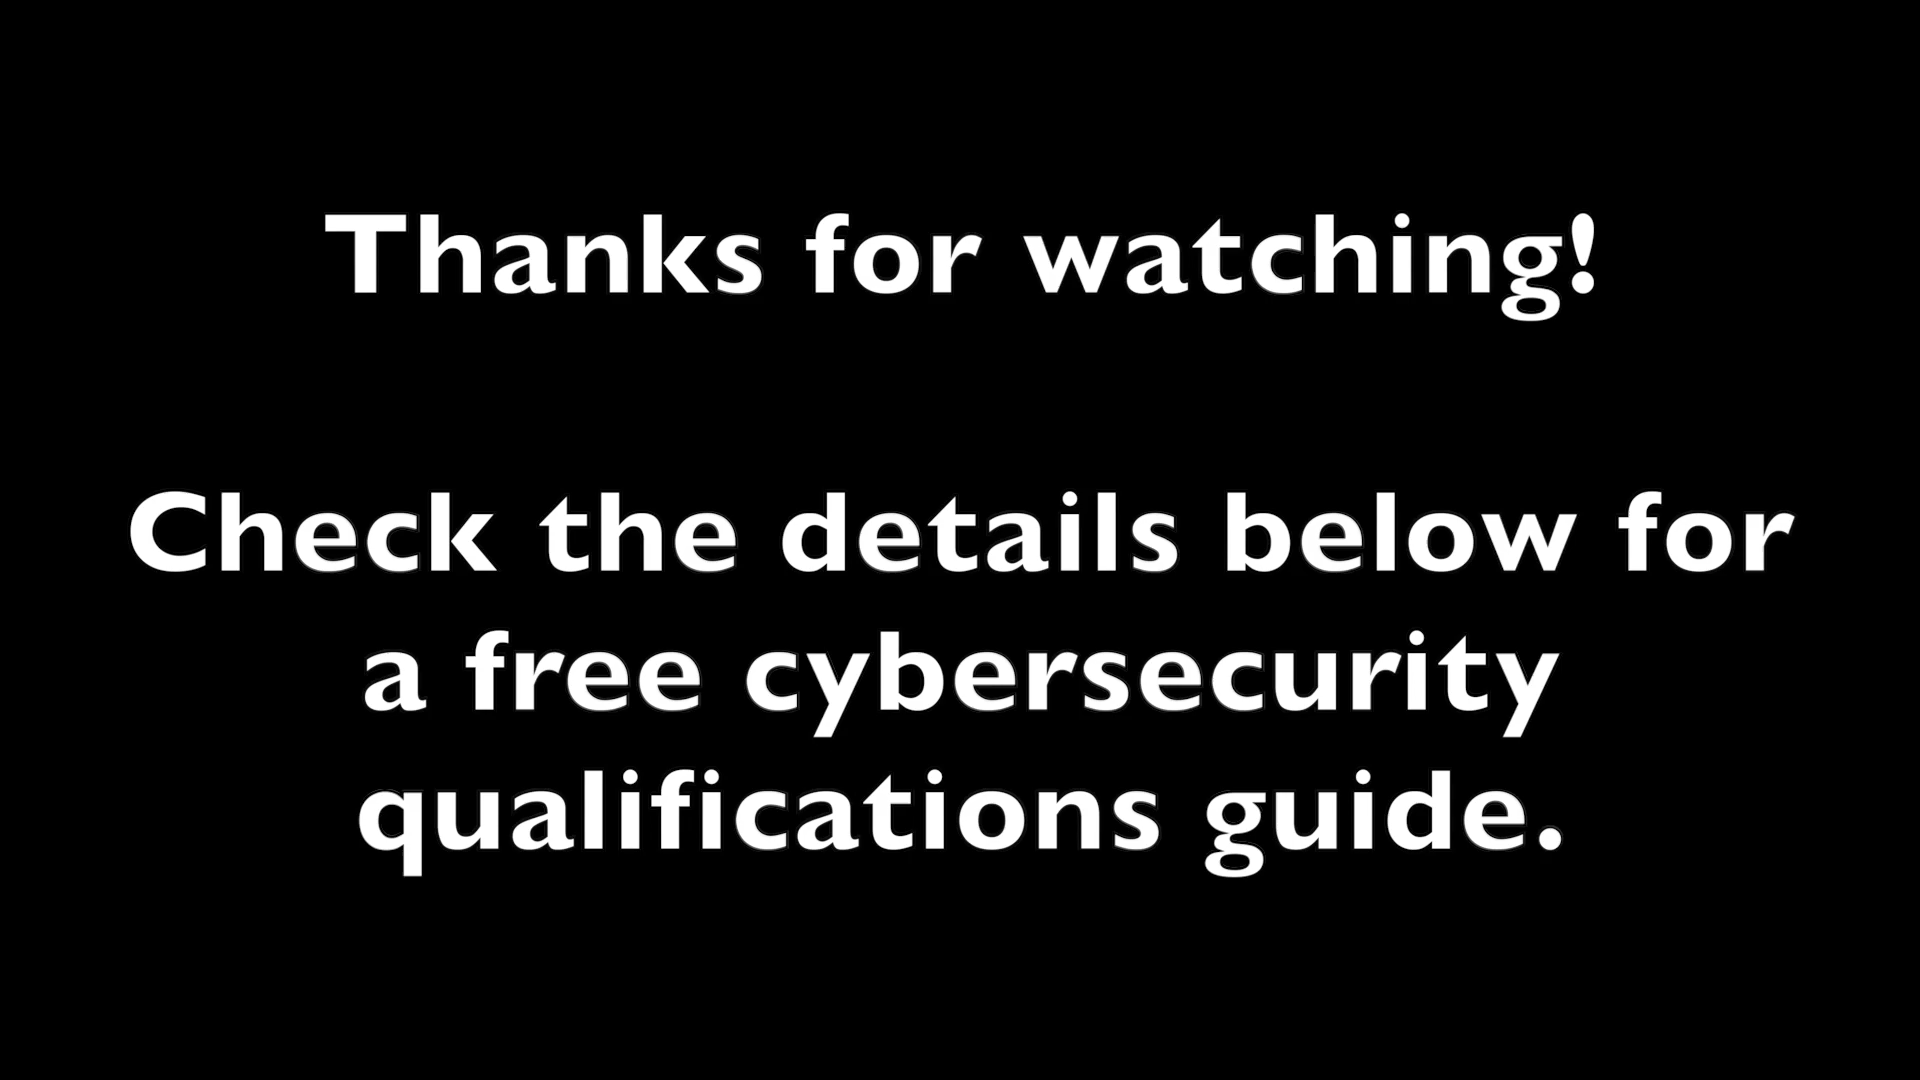 Thanks for watching!
Check the details below for
a free cybersecurity
qualifications guide.